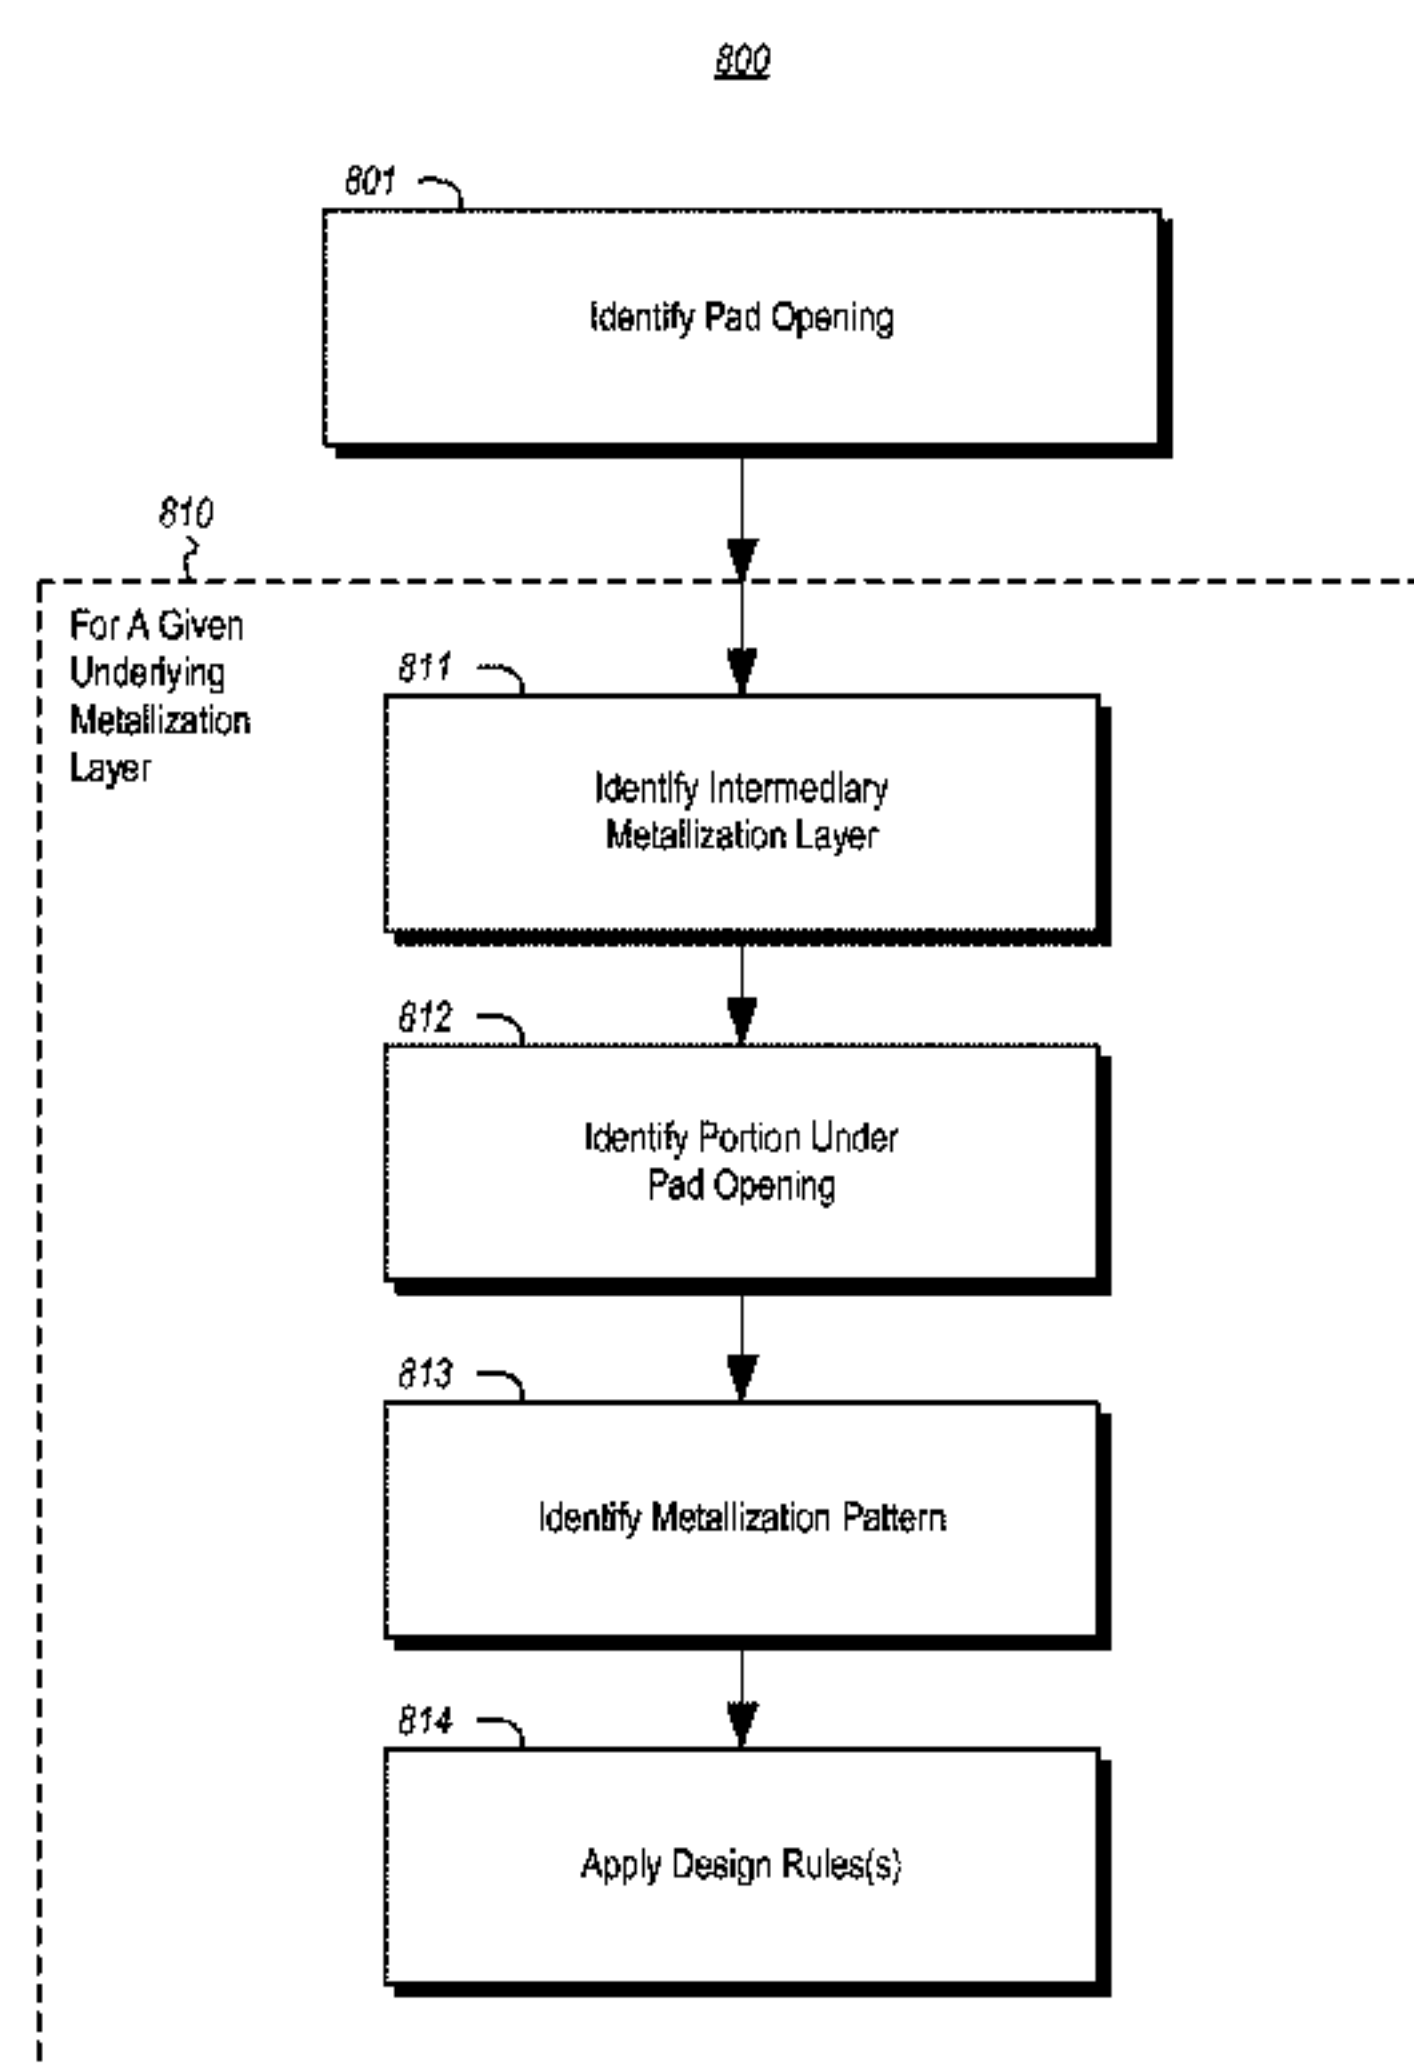 800
801
Identify Pad Opening
810
For A Given
Underlying
Metallization
Layer
811
Identify Intermediary
Metallization Layer
812
Identify Portion Under
Pad Opening
813
Identify Metallization Pattern
814
Apply Design Rules(s)